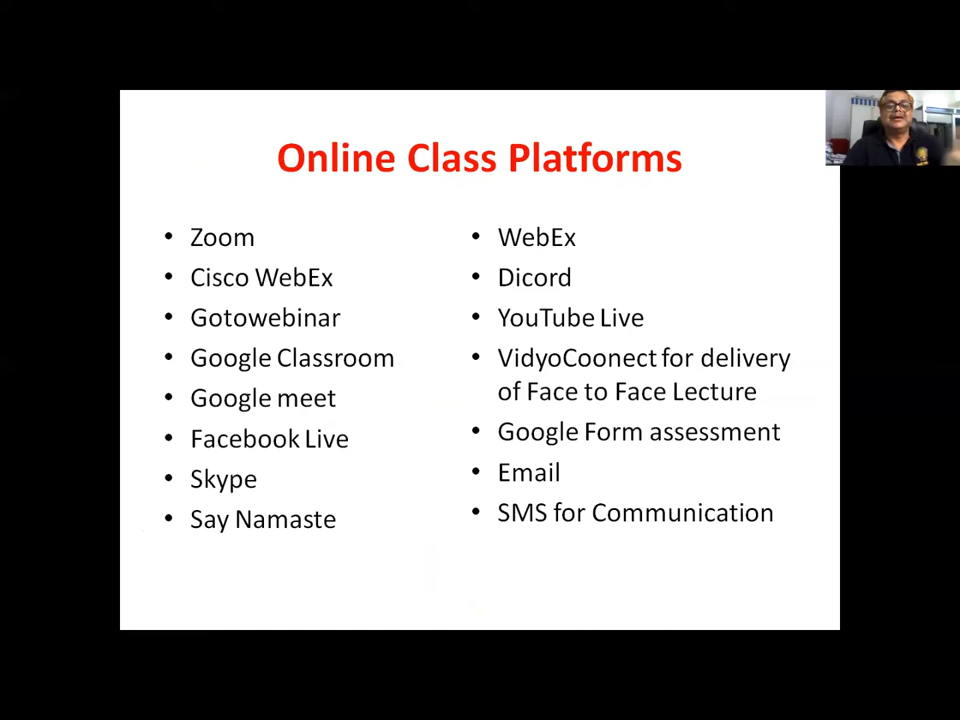 Online Class Platforms
• Zoom
• Cisco WebEx
• Gotowebinar
• Google Classroom
• Google meet
• Facebook Live
• Skype
• Say Namaste
• WebEx
• Dicord
• YouTube Live
• VidyoCoonect for delivery
of Face to Face Lecture
• Google Form assessment
• Email
• SMS for Communication